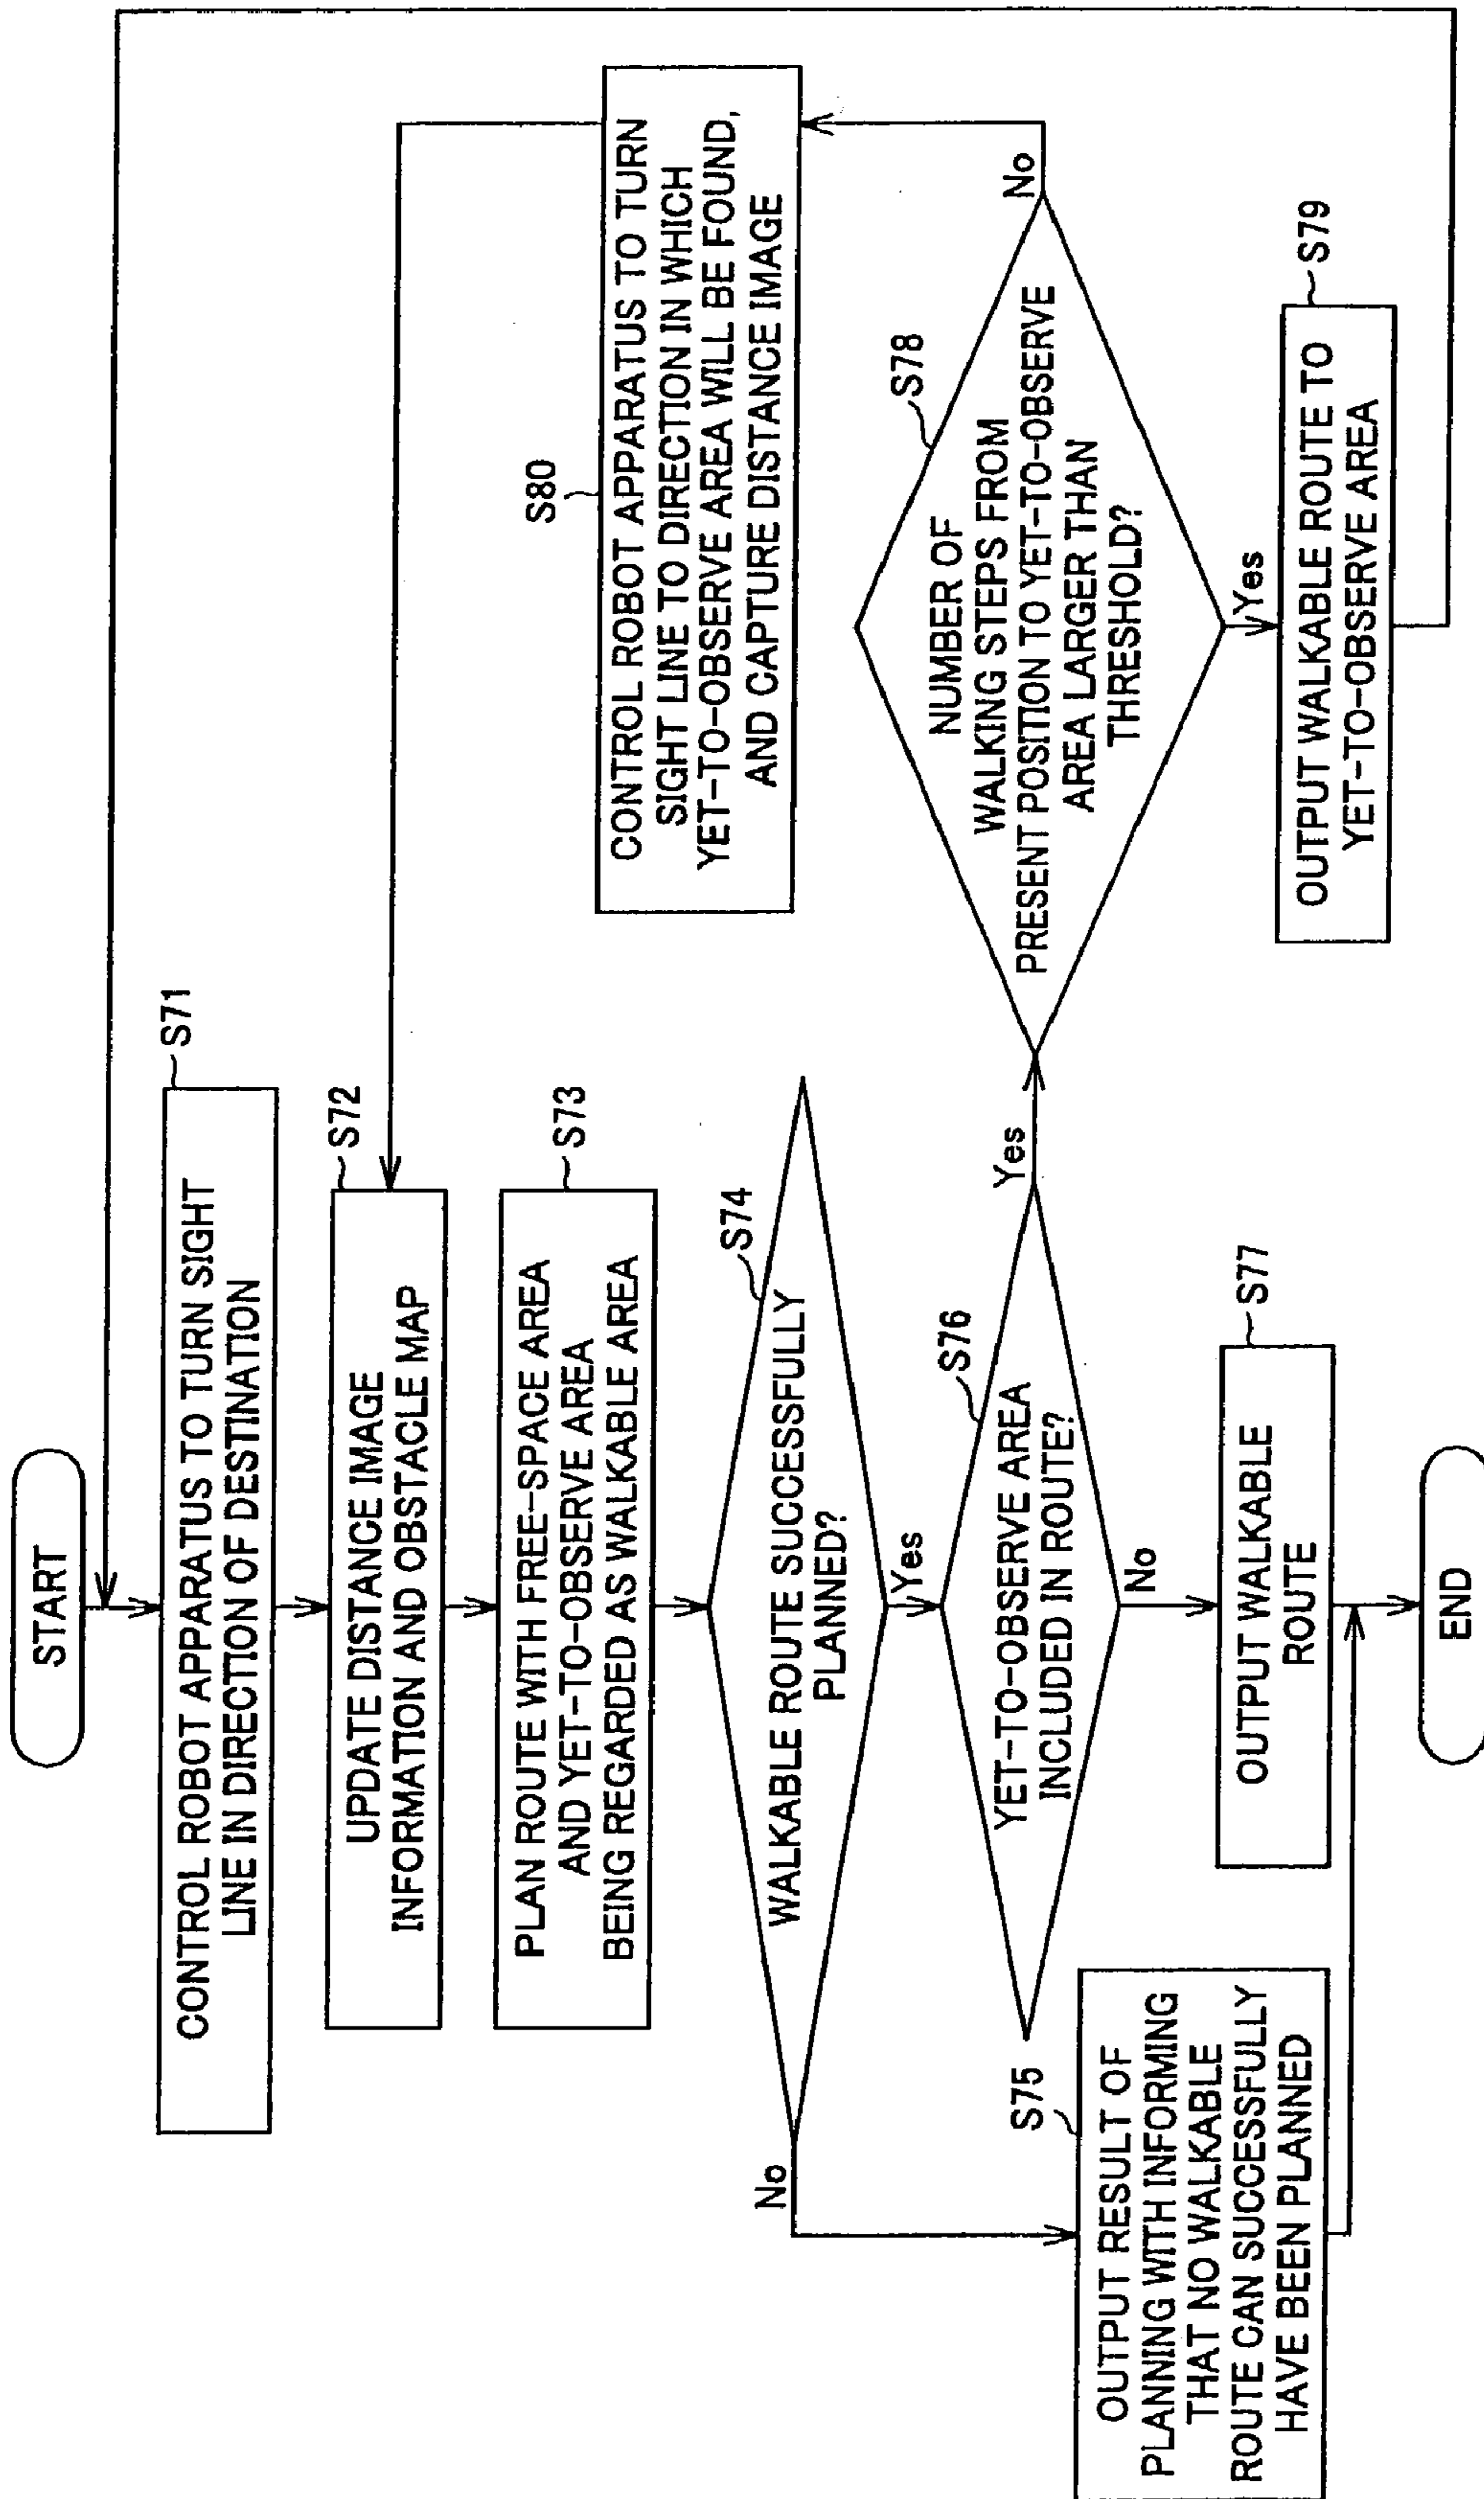 START
S71
CONTROL ROBOT APPARATUS TO TURN SIGHT
LINE IN DIRECTION OF DESTINATION
S72
UPDATE DISTANCE IMAGE
INFORMATION AND OBSTACLE MAP
S73
PLAN ROUTE WITH FREE-SPACE AREA
AND YET-TO-OBSERVE AREA
BEING REGARDED AS WALKABLE AREA
S74
WALKABLE ROUTE SUCCESSFULLY
PLANNED?
No
Yes
S75
OUTPUT RESULT OF
PLANNING WITH INFORMING
THAT NO WALKABLE
ROUTE CAN SUCCESSFULLY
HAVE BEEN PLANNED
S76
YET-TO-OBSERVE AREA
INCLUDED IN ROUTE?
Yes
No
S77
OUTPUT WALKABLE
ROUTE
END
S80
CONTROL ROBOT APPARATUS TO TURN
SIGHT LINE TO DIRECTION IN WHICH
YET-TO-OBSERVE AREA WILL BE FOUND,
AND CAPTURE DISTANCE IMAGE
S78
NUMBER OF
WALKING STEPS FROM
PRESENT POSITION TO YET-TO-OBSERVE
AREA LARGER THAN
THRESHOLD?
No
Yes
S79
OUTPUT WALKABLE ROUTE TO
YET-TO-OBSERVE AREA